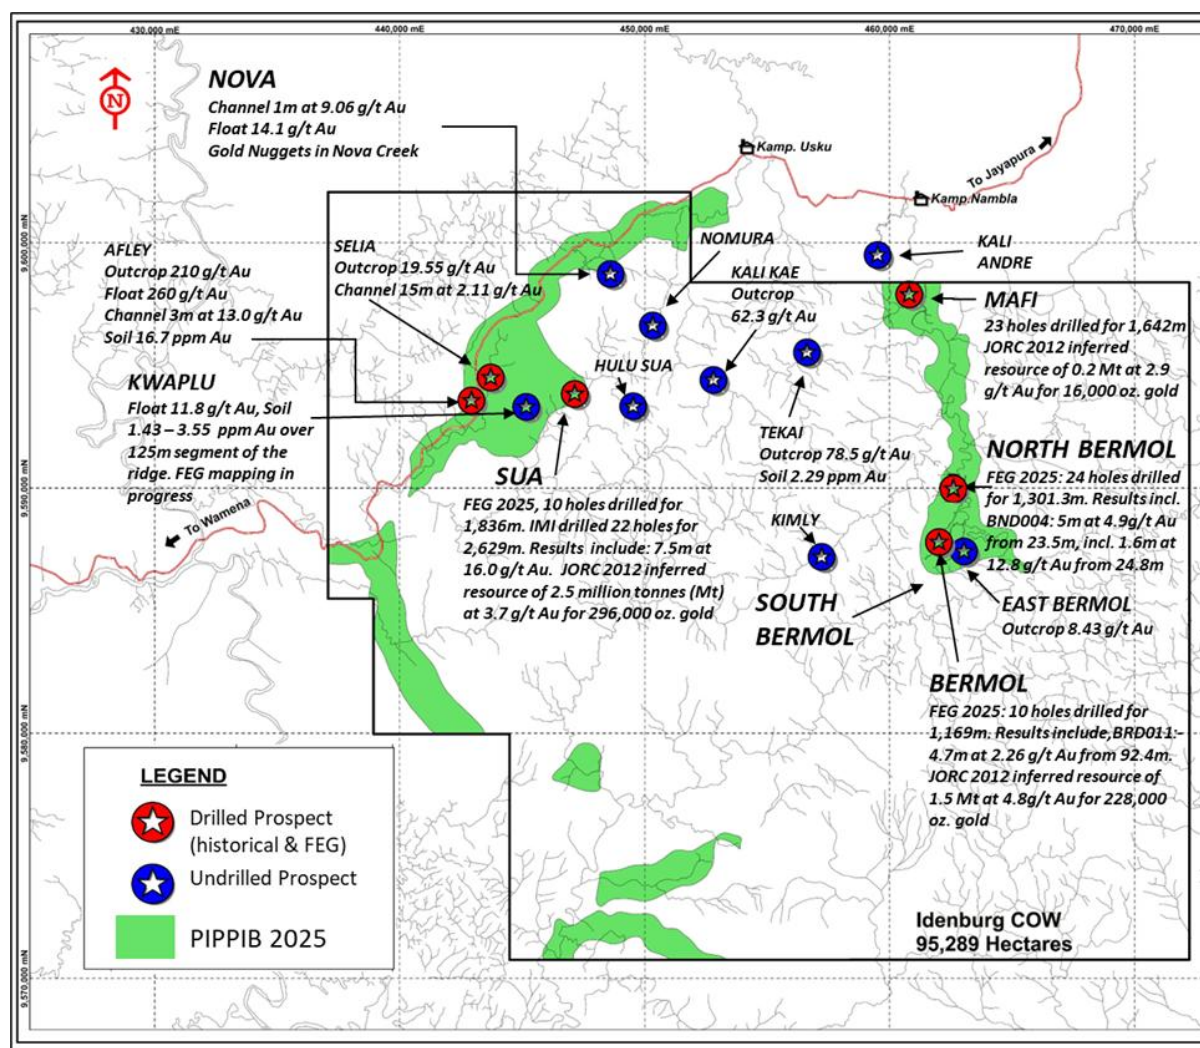 430,000 mE
440,000 mE
450,000 mE
460,000 mE
470,000 mE
N
NOVA
Channel 1m at 9.06 g/t Au
Float 14.1 g/t Au
Gold Nuggets in Nova Creek
Kamp. Usku
To Jayapura
Kamp.Nambla
9,600,000 mN
AFLEY
Outcrop 210 g/t Au
Float 260 g/t Au
Channel 3m at 13.0 g/t Au
Soil 16.7 ppm Au
SELIA
Outcrop 19.55 g/t Au
Channel 15m at 2.11 g/t Au
NOMURA
KALI KAE
Outcrop
62.3 g/t Au
KALI
ANDRE
MAFI
23 holes drilled for 1,642m
JORC 2012 inferred
resource of 0.2 Mt at 2.9
g/t Au for 16,000 oz. gold
KWAPLU
Float 11.8 g/t Au, Soil
1.43 – 3.55 ppm Au over
125m segment of the
ridge. FEG mapping in
progress
HULU SUA
TEKAI
Outcrop 78.5 g/t Au
Soil 2.29 ppm Au
NORTH BERMOL
FEG 2025: 24 holes drilled
for 1,301.3m. Results incl.
BND004: 5m at 4.9g/t Au
from 23.5m, incl. 1.6m at
12.8 g/t Au from 24.8m
9,590,000 mN
To Wamena
SUA
FEG 2025, 10 holes drilled for
1,836m. IMI drilled 22 holes for
2,629m. Results include: 7.5m at
16.0 g/t Au. JORC 2012 inferred
resource of 2.5 million tonnes (Mt)
at 3.7 g/t Au for 296,000 oz. gold
KIMLY
SOUTH
BERMOL
EAST BERMOL
Outcrop 8.43 g/t Au
BERMOL
FEG 2025: 10 holes drilled for
1,169m. Results include,BRD011:-
4.7m at 2.26 g/t Au from 92.4m.
JORC 2012 inferred resource of
1.5 Mt at 4.8g/t Au for 228,000
oz. gold
9,580,000 mN
LEGEND
Drilled Prospect
(historical & FEG)
Undrilled Prospect
PIPPIB 2025
Idenburg COW
95,289 Hectares
9,570,000 mN